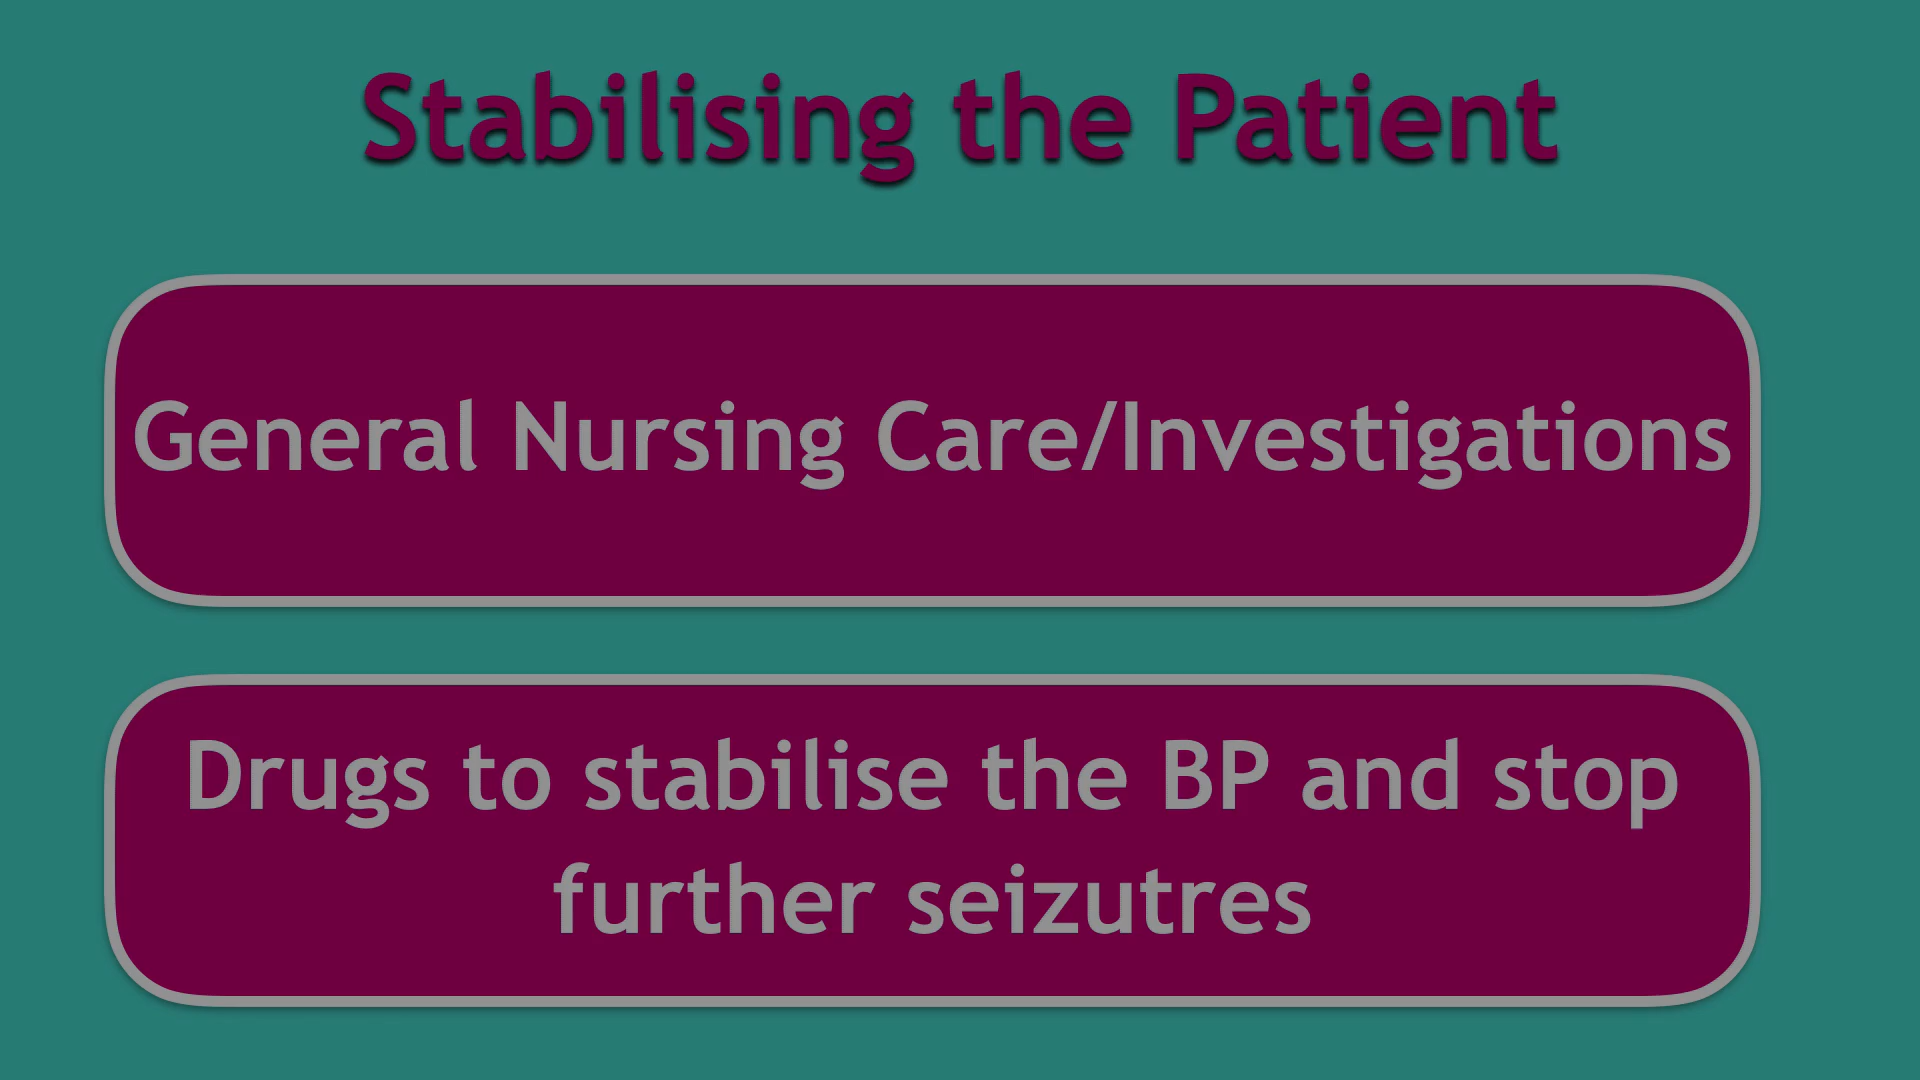 Stabilising the Patient
General Nursing Care/Investigations
Drugs to stabilise the BP and stop
further seizutres